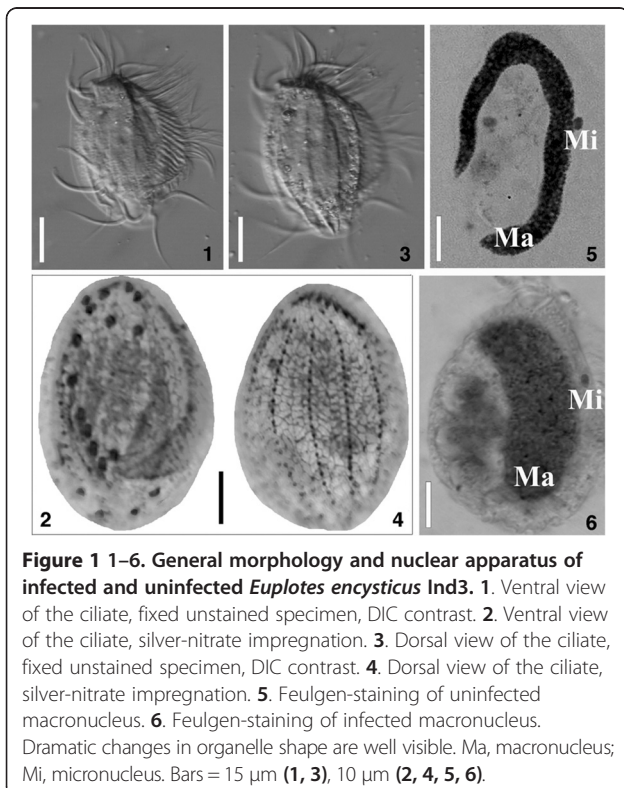 1
3
Mi
Ma
5
2
4
Mi
Ma
6
Figure 1 1–6. General morphology and nuclear apparatus of
infected and uninfected Euplotes encysticus Ind3. 1. Ventral view
of the ciliate, fixed unstained specimen, DIC contrast. 2. Ventral view
of the ciliate, silver-nitrate impregnation. 3. Dorsal view of the ciliate,
fixed unstained specimen, DIC contrast. 4. Dorsal view of the ciliate,
silver-nitrate impregnation. 5. Feulgen-staining of uninfected
macronucleus. 6. Feulgen-staining of infected macronucleus.
Dramatic changes in organelle shape are well visible. Ma, macronucleus;
Mi, micronucleus. Bars = 15 μm (1, 3), 10 μm (2, 4, 5, 6).